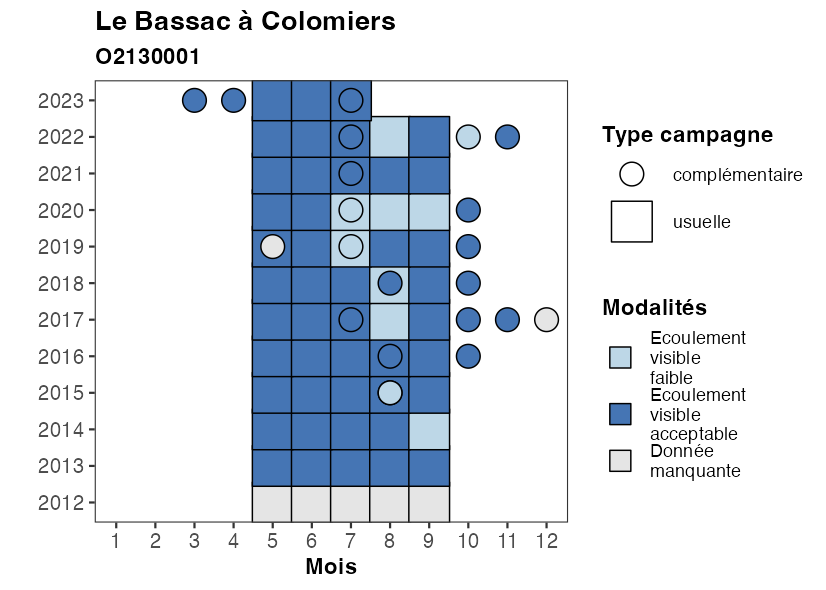 Le Bassac à Colomiers
O2130001
2023
2022
2021
2020
2019
2018
2017
2016
2015
2014
2013
2012
1 2 3 4 5 6 7 8 9 10 11 12
Mois
Type campagne
complémentaire
usuelle
Modalités
Ecoulement
visible
faible
Ecoulement
visible
acceptable
Donnée
manquante